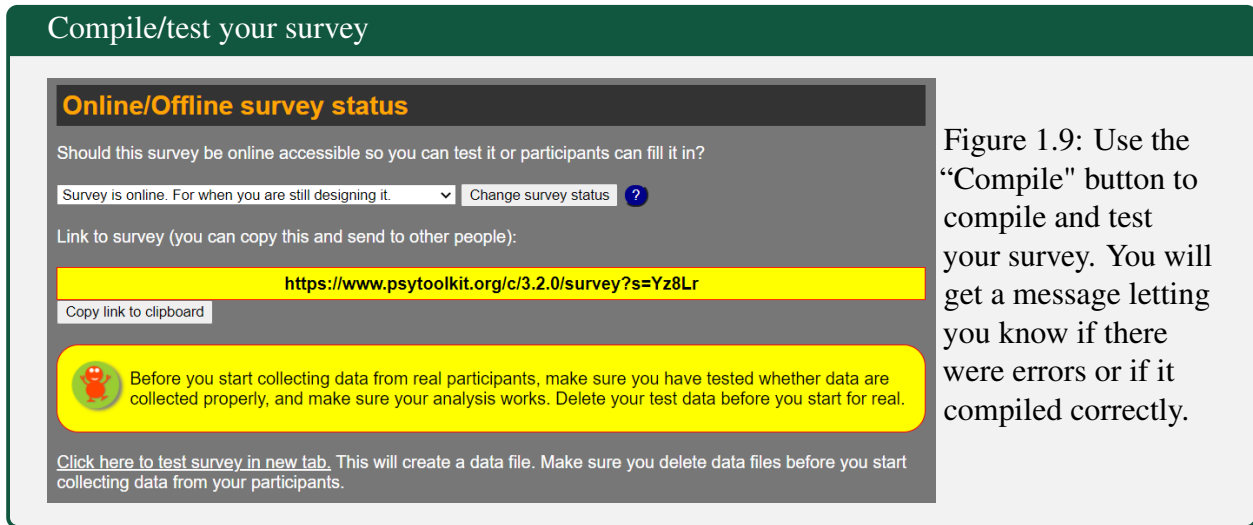 Compile/test your survey
Online/Offline survey status
Should this survey be online accessible so you can test it or participants can fill it in?
Survey is online. For when you are still designing it.
Change survey status
?
Link to survey (you can copy this and send to other people):
https://www.psytoolkit.org/c/3.2.0/survey?s=Yz8Lr
Copy link to clipboard
Before you start collecting data from real participants, make sure you have tested whether data are
collected properly, and make sure your analysis works. Delete your test data before you start for real.
Click here to test survey in new tab. This will create a data file. Make sure you delete data files before you start
collecting data from your participants.
Figure 1.9: Use the
“Compile" button to
compile and test
your survey. You will
get a message letting
you know if there
were errors or if it
compiled correctly.